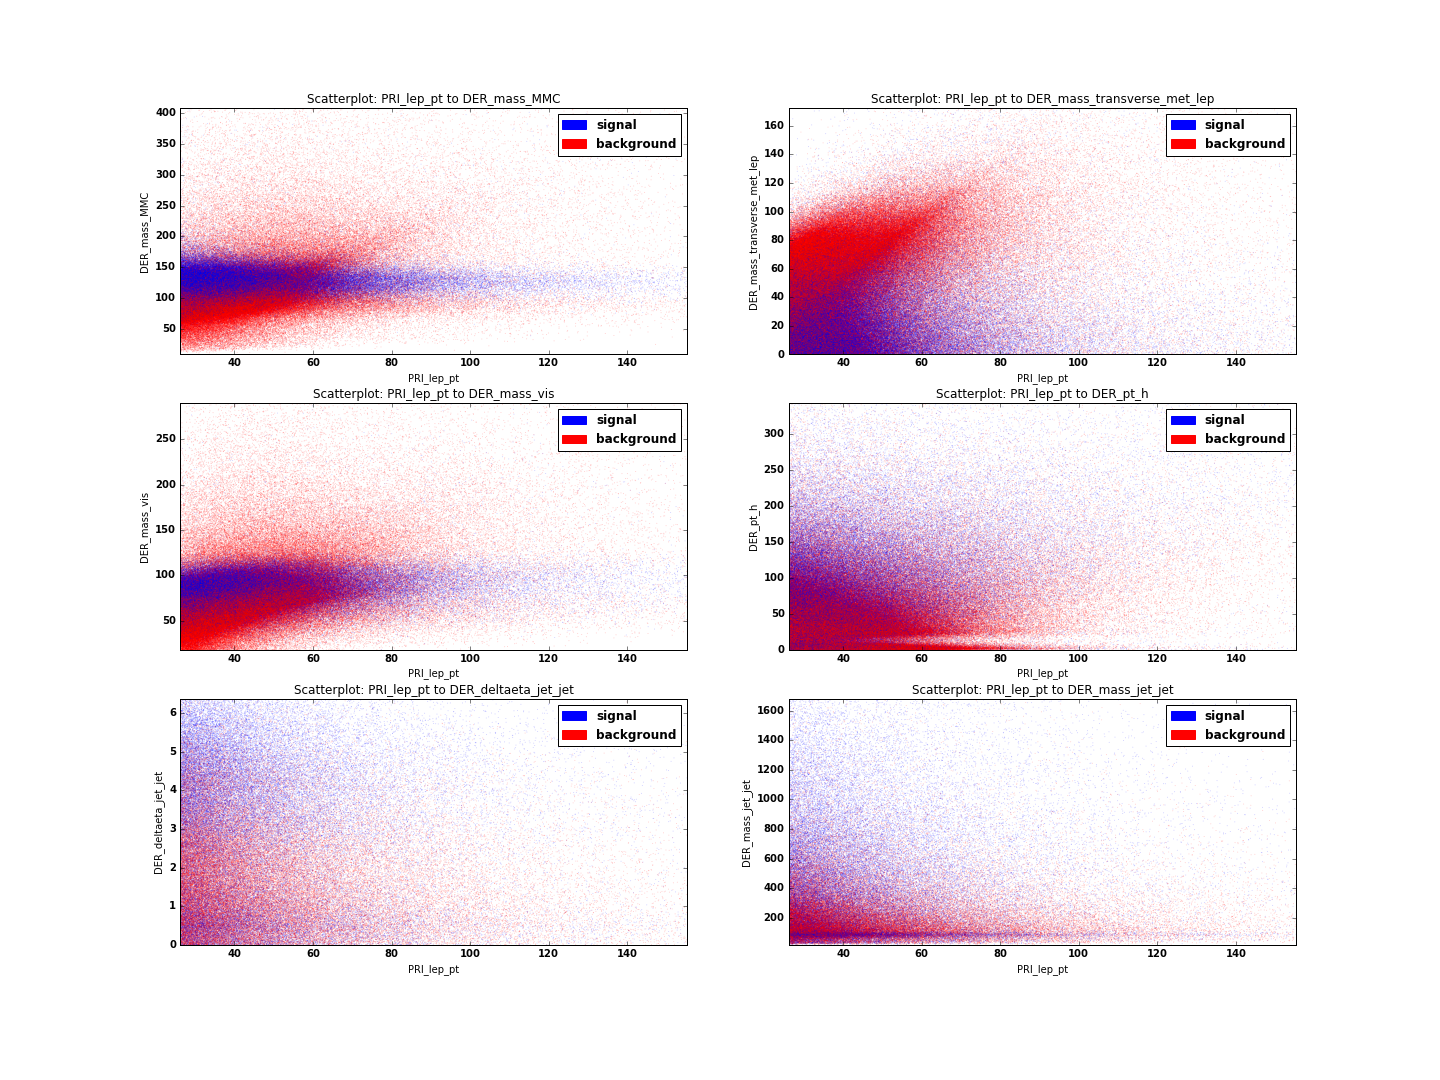 Scatterplot: PRI_lep_pt to DER_mass_MMC
400
350
300
250
200
150
100
50
DER_mass_MMC
signal
background
40 60 80 100 120 140
PRI_lep_pt
Scatterplot: PRI_lep_pt to DER_mass_transverse_met_lep
160
140
120
100
80
60
40
20
0
DER_mass_transverse_met_lep
signal
background
40 60 80 100 120 140
PRI_lep_pt
Scatterplot: PRI_lep_pt to DER_mass_vis
250
200
150
100
50
DER_mass_vis
signal
background
40 60 80 100 120 140
PRI_lep_pt
Scatterplot: PRI_lep_pt to DER_pt_h
300
250
200
150
100
50
0
DER_pt_h
signal
background
40 60 80 100 120 140
PRI_lep_pt
Scatterplot: PRI_lep_pt to DER_deltaeta_jet_jet
6
5
4
3
2
1
0
DER_deltaeta_jet_jet
signal
background
40 60 80 100 120 140
PRI_lep_pt
Scatterplot: PRI_lep_pt to DER_mass_jet_jet
1600
1400
1200
1000
800
600
400
200
DER_mass_jet_jet
signal
background
40 60 80 100 120 140
PRI_lep_pt